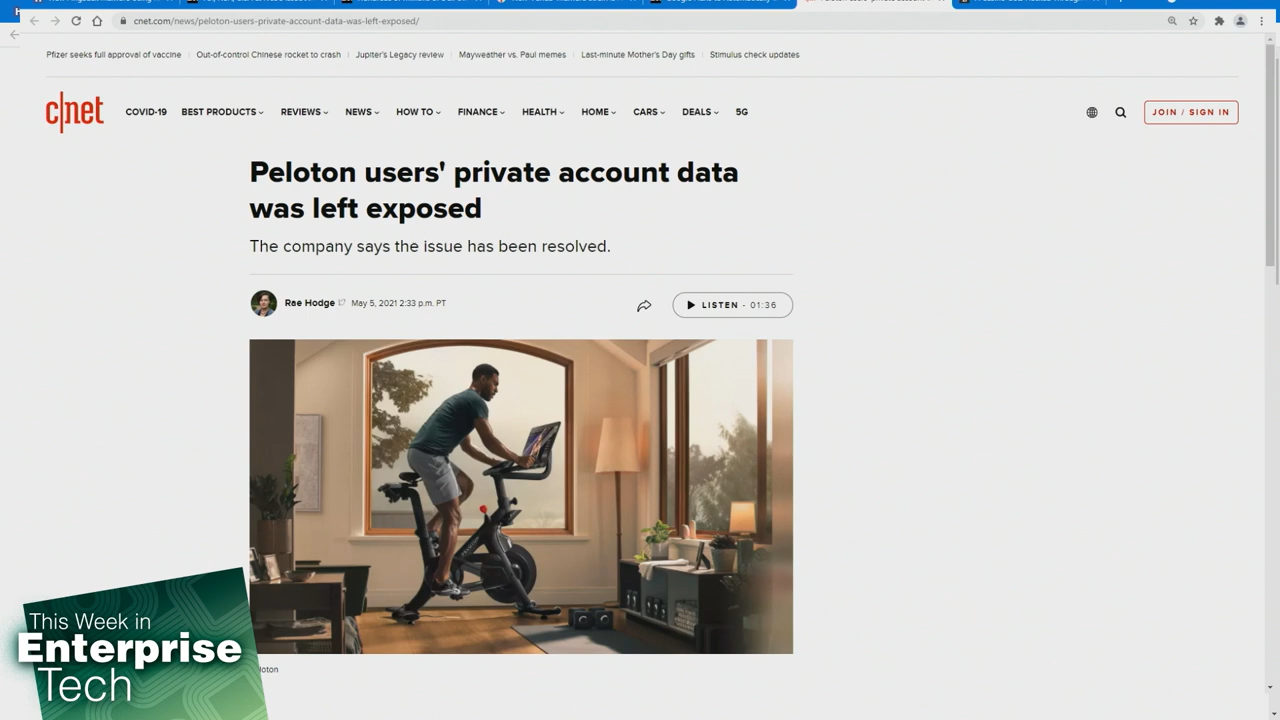 cnet.com/news/peloton-users-private-account-data-was-left-exposed/
Pfizer seeks full approval of vaccine
Out-of-control Chinese rocket to crash
Jupiter's Legacy review
Mayweather vs. Paul memes
Last-minute Mother's Day gifts
Stimulus check updates
c|net
COVID-19
BEST PRODUCTS
REVIEWS
NEWS
HOW TO
FINANCE
HEALTH
HOME
CARS
DEALS
5G
JOIN / SIGN IN
Peloton users' private account data
was left exposed
The company says the issue has been resolved.
Rae Hodge
May 5, 2021 2:33 p.m. PT
LISTEN - 01:36
This Week in
Enterprise
Tech